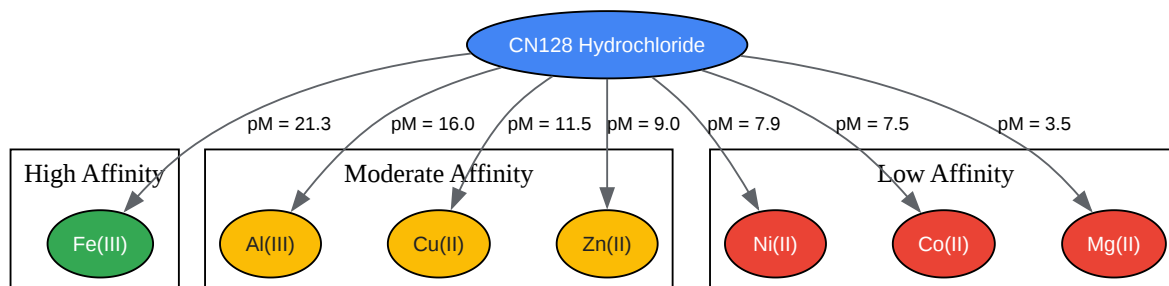 CN128 Hydrochloride
pM = 21.3
pM = 16.0
pM = 11.5
pM = 9.0
pM = 7.9
pM = 7.5
pM = 3.5
High Affinity
Moderate Affinity
Low Affinity
Fe(III)
Al(III)
Cu(II)
Zn(II)
Ni(II)
Co(II)
Mg(II)